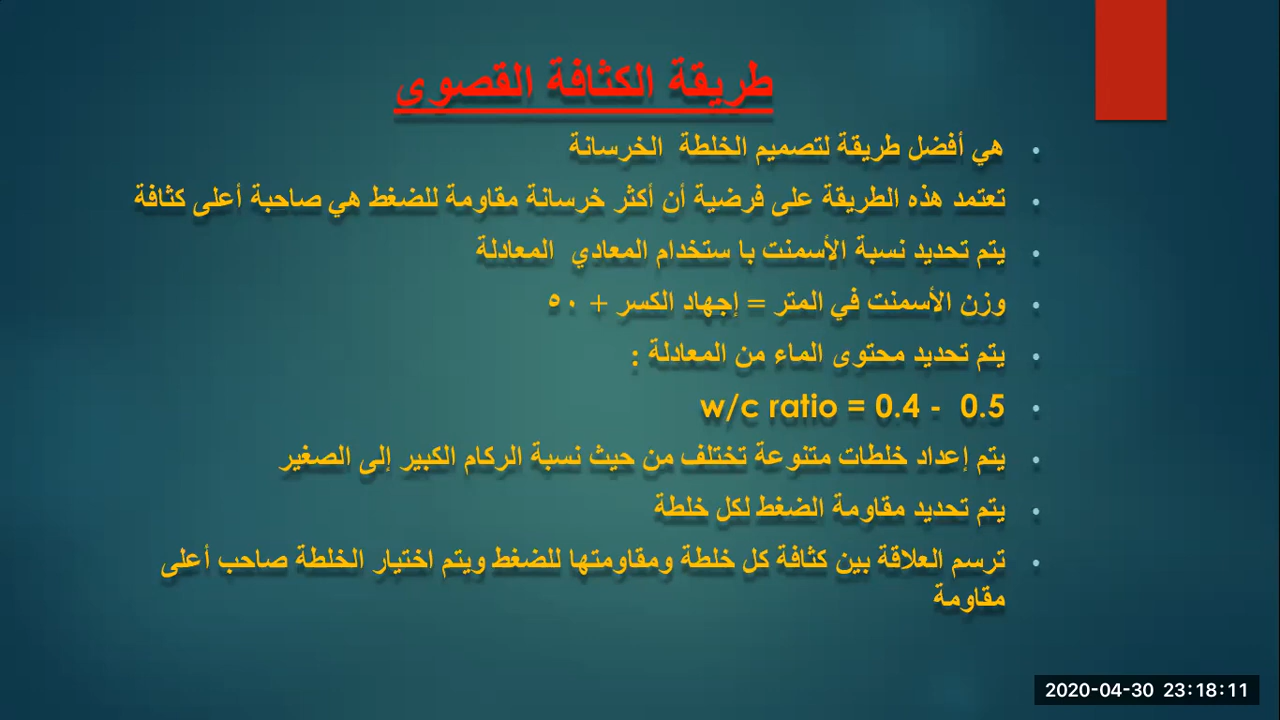 طريقة الكثافة القصوى
هي أفضل طريقة لتصميم الخلطة الخرسانة
تعتمد هذه الطريقة على فرضية أن أكثر خرسانة مقاومة للضغط هي صاحبة أعلى كثافة
يتم تحديد نسبة الأسمنت با ستخدام المعادي المعادلة
وزن الأسمنت في المتر = إجهاد الكسر + ٥٠
يتم تحديد محتوى الماء من المعادلة :
w/c ratio = 0.4 - 0.5
يتم إعداد خلطات متنوعة تختلف من حيث نسبة الركام الكبير إلى الصغير
يتم تحديد مقاومة الضغط لكل خلطة
ترسم العلاقة بين كثافة كل خلطة ومقاومتها للضغط ويتم اختيار الخلطة صاحب أعلى
مقاومة
2020-04-30 23:18:11